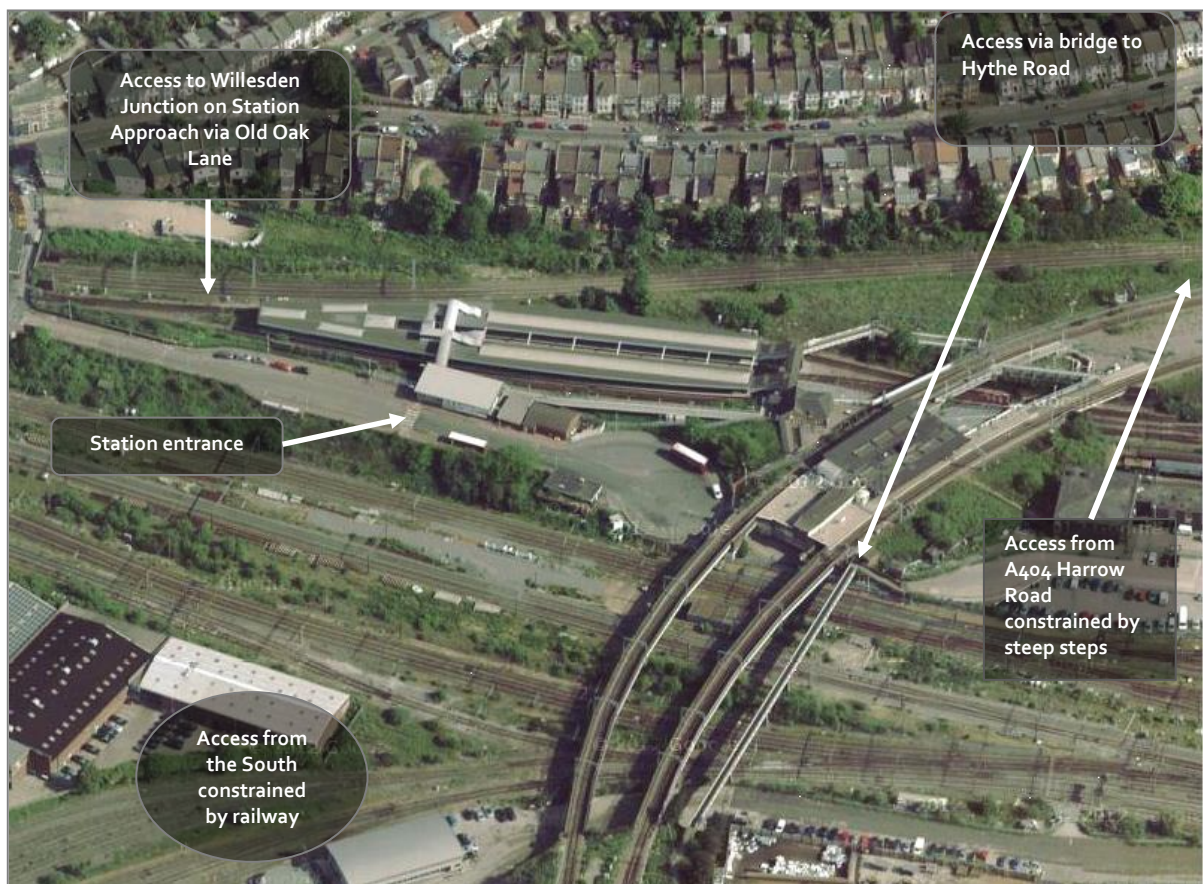 Access to Willesden
Junction on Station
Approach via Old Oak
Lane
Access via bridge to
Hythe Road
Station entrance
Access from
A404 Harrow
Road
constrained by
steep steps
Access from
the South
constrained
by railway